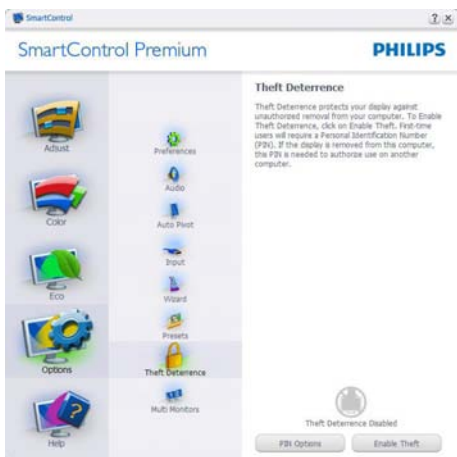 SmartControl
SmartControl Premium
PHILIPS
Adjust
Color
Eco
Options
Help
Preferences
Audio
Auto Pivot
Input
Wizard
Presets
Theft Deterrence
Multi Monitors
Theft Deterrence
Theft Deterrence protects your display against
unauthorized removal from your computer. To Enable
Theft Deterrence, click on Enable Theft. First-time
users will require a Personal Identification Number
(PIN). If the display is removed from this computer,
this PIN is needed to authorize use on another
computer.
Theft Deterrence Disabled
PIN Options
Enable Theft